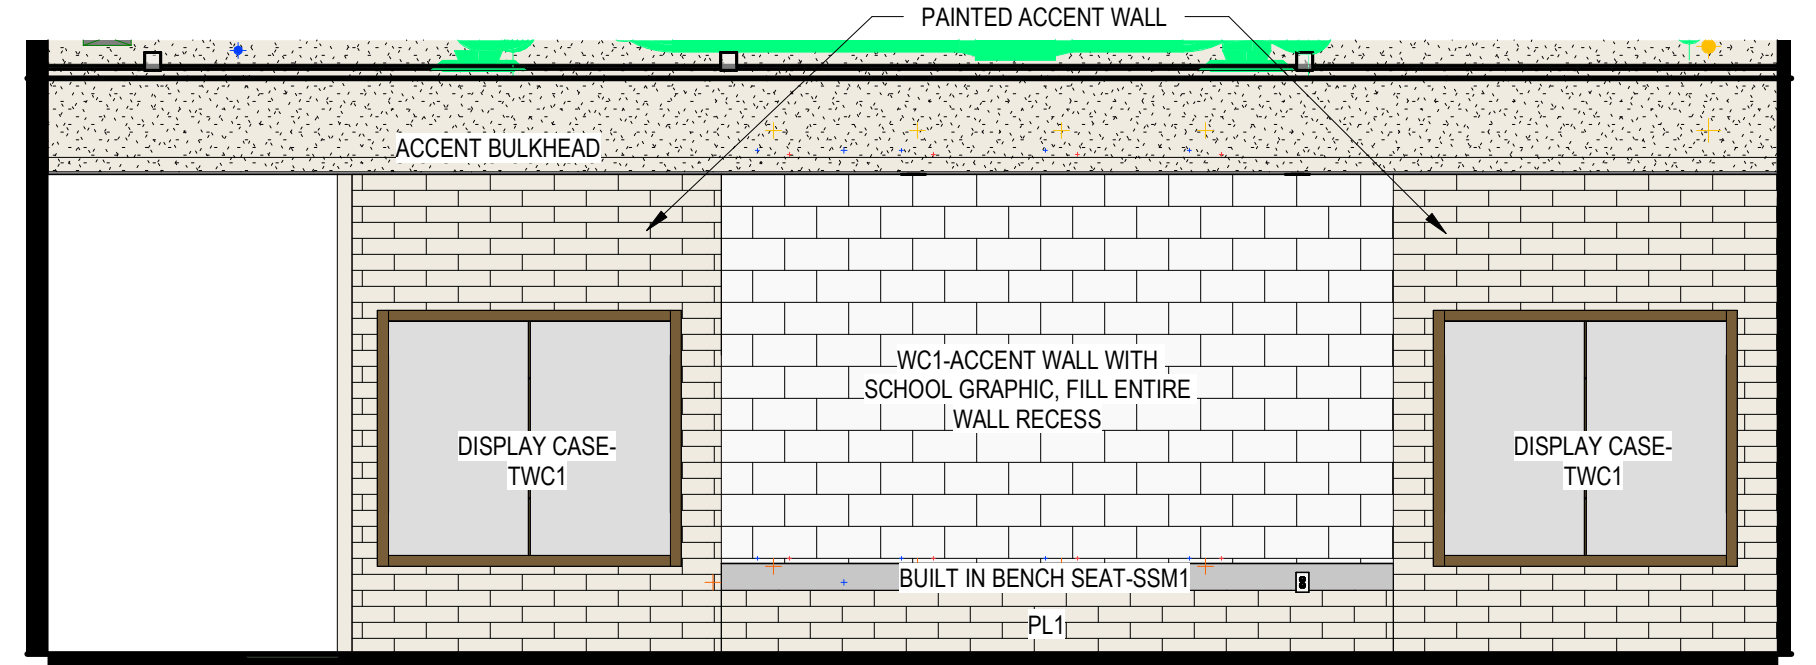 PAINTED ACCENT WALL
ACCENT BULKHEAD
WC1-ACCENT WALL WITH
SCHOOL GRAPHIC, FILL ENTIRE
WALL RECESS
DISPLAY CASE-
TWC1
DISPLAY CASE-
TWC1
BUILT IN BENCH SEAT-SSM1
PL1